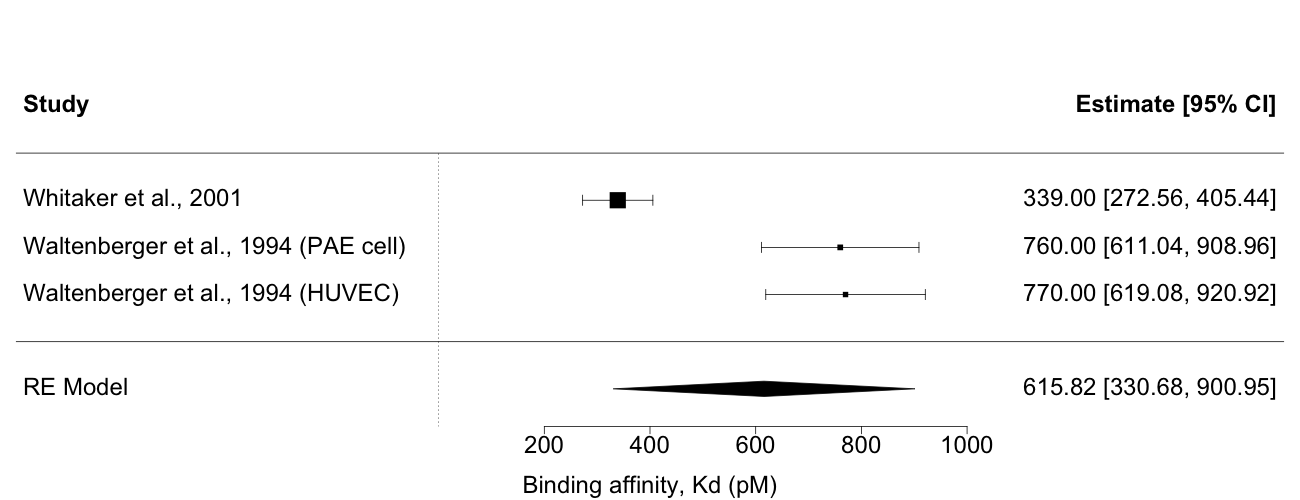 Study Estimate [95% CI]
Whitaker et al., 2001 339.00 [272.56, 405.44]
Waltenberger et al., 1994 (PAE cell) 760.00 [611.04, 908.96]
Waltenberger et al., 1994 (HUVEC) 770.00 [619.08, 920.92]
RE Model 615.82 [330.68, 900.95]
200 400 600 800 1000
Binding affinity, Kd (pM)